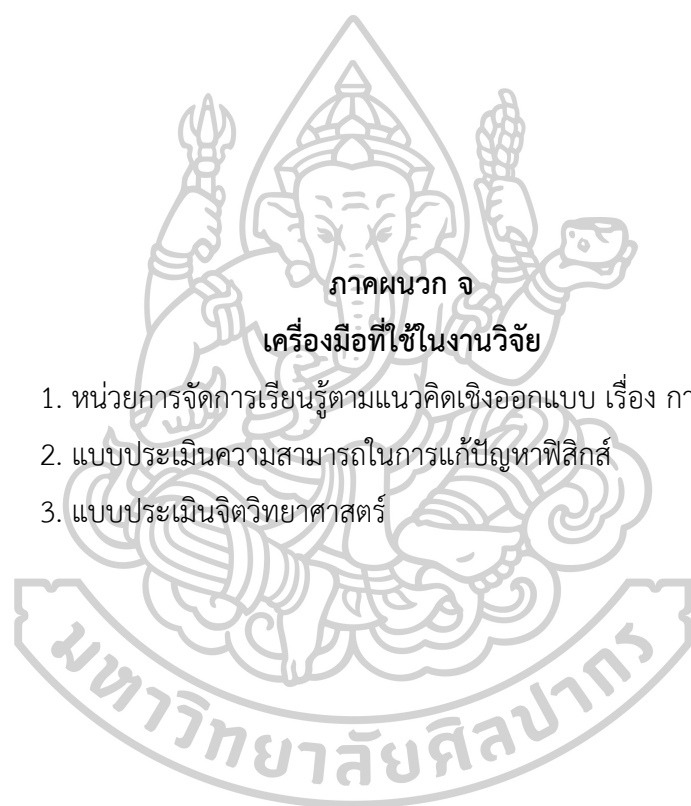 ภาคผนวก จ
เครื่องมือที่ใช้ในงานวิจัย
1. หน่วยการจัดการเรียนรู้ตามแนวคิดเชิงออกแบบ เรื่อง
2. แบบประเมินความสามารถในการแก้ปัญหาฟิสิกส์
3. แบบประเมินจิตวิทยาศาสตร์
มหาวิทยาลัยศิลปากร